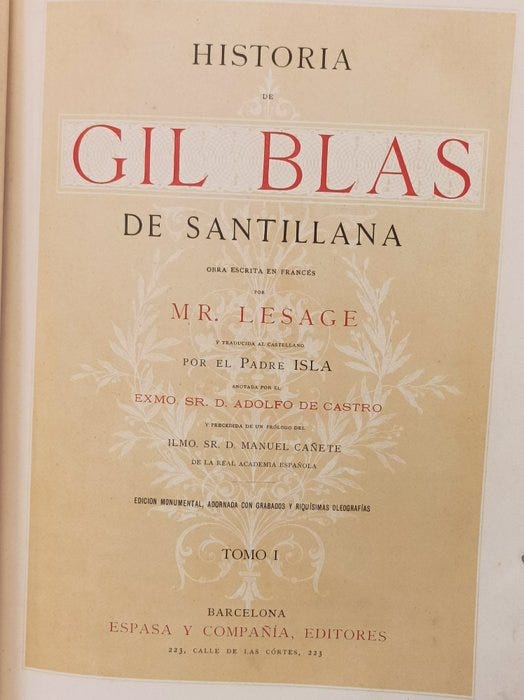 HISTORIA
DE
GIL BLAS
DE SANTILLANA
OBRA ESCRITA EN FRANCÉS
POR
MR. LESAGE
Y TRADUCIDA AL CASTELLANO
POR EL PADRE ISLA
ANOTADA POR EL
EXMO. SR. D. ADOLFO DE CASTRO
Y PRECEDIDA DE UN PRÓLOGO DEL
ILMO. SR. D. MANUEL CAÑETE
DE LA REAL ACADEMIA ESPAÑOLA
EDICION MONUMENTAL, ADORNADA CON GRABADOS Y RIQUÍSIMAS OLEOGRAFÍAS
TOMO I
BARCELONA
ESPASA Y COMPAÑÍA, EDITORES
223, CALLE DE LAS CÓRTES, 223